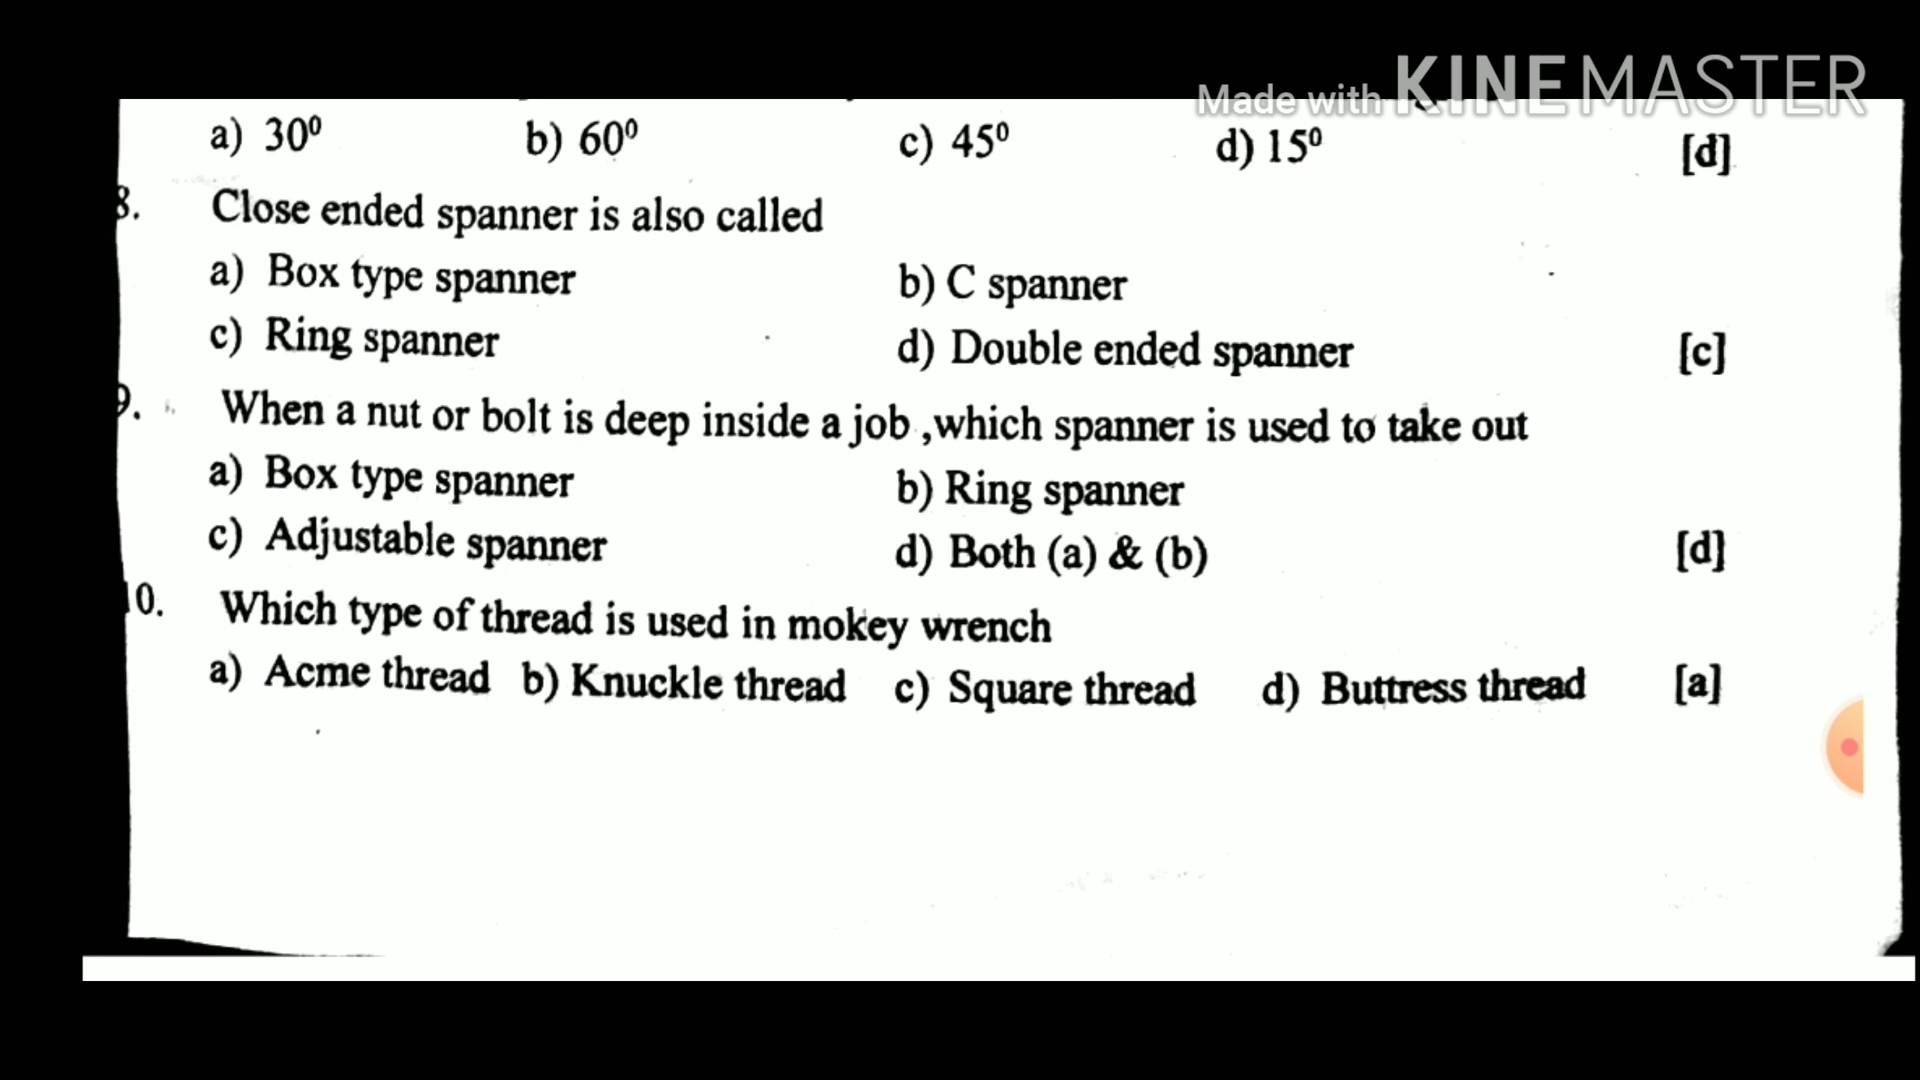 Made with KINEMASTER
a) 30⁰ b) 60⁰ c) 45⁰ d) 15⁰ [d]
8. Close ended spanner is also called
a) Box type spanner b) C spanner
c) Ring spanner d) Double ended spanner [c]
9. When a nut or bolt is deep inside a job ,which spanner is used to take out
a) Box type spanner b) Ring spanner
c) Adjustable spanner d) Both (a) & (b) [d]
10. Which type of thread is used in mokey wrench
a) Acme thread b) Knuckle thread c) Square thread d) Buttress thread [a]